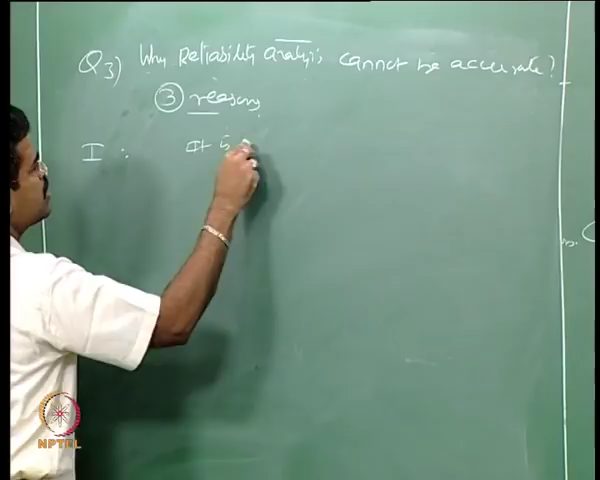 Q3) Why Reliability analysis cannot be accurate?
③ reasons
I : It is
NPTEL